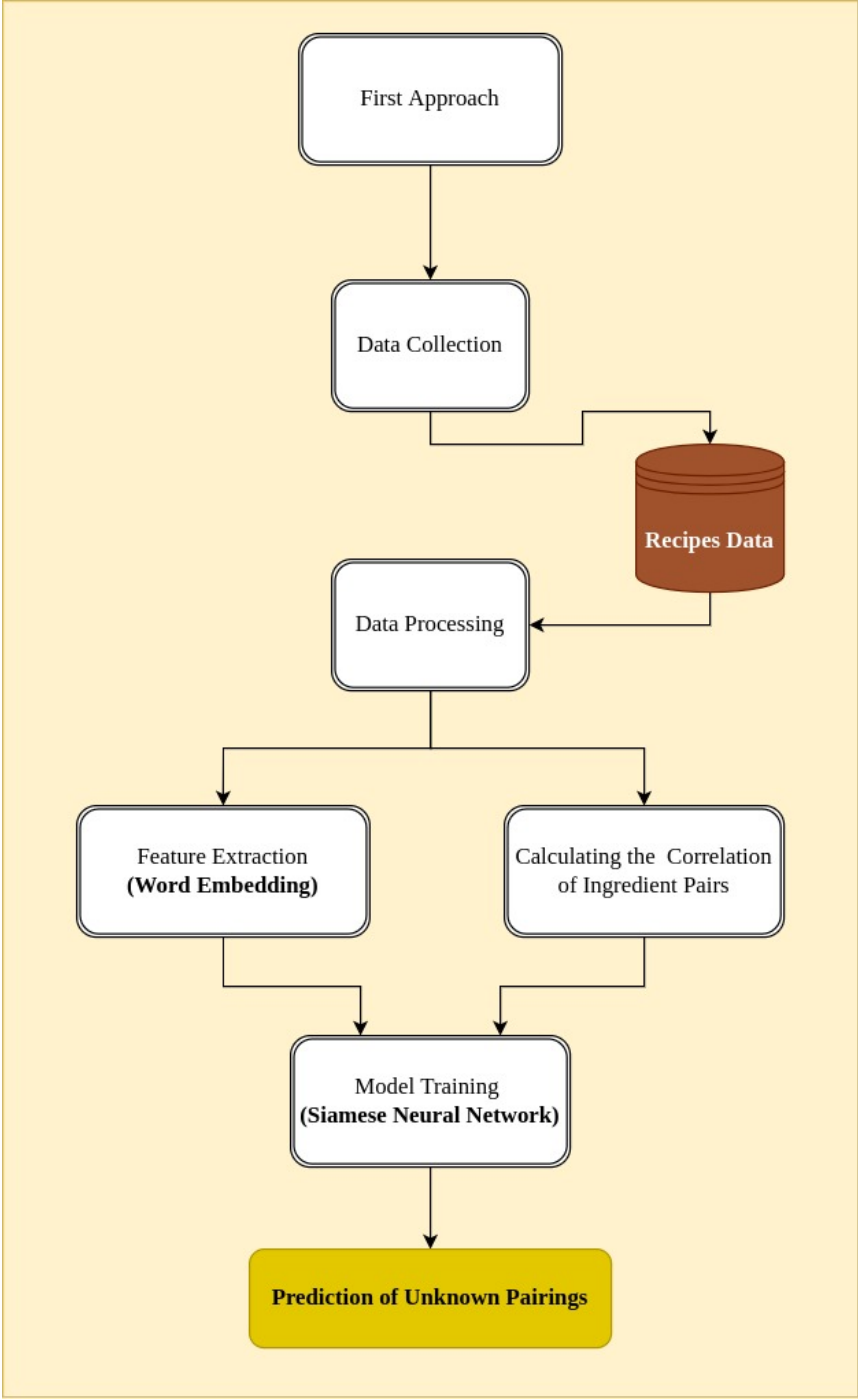 First Approach
Data Collection
Recipes Data
Data Processing
Feature Extraction
(Word Embedding)
Calculating the  Correlation
of Ingredient Pairs
Model Training
(Siamese Neural Network)
Prediction of Unknown Pairings